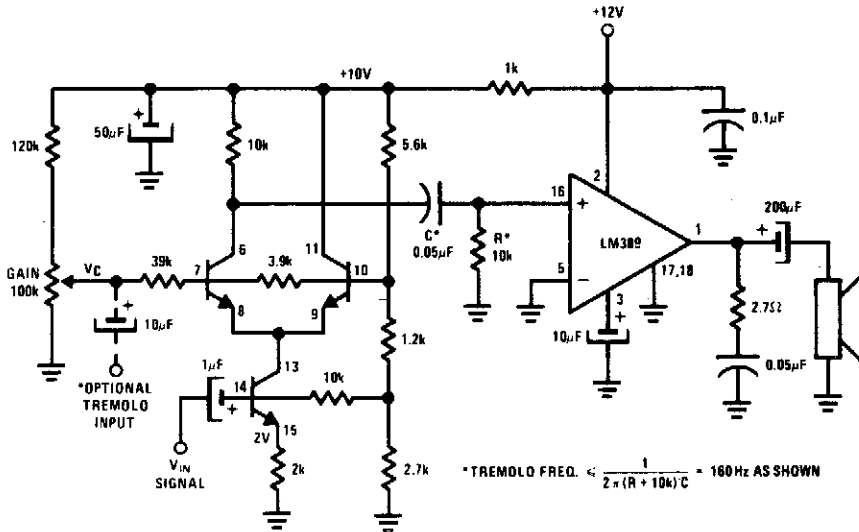 +12V
+10V
1k
50µF
+
120k
10k
5.6k
0.1µF
2
16
+
C*
0.05µF
R*
10k
LM389
1
200µF
+
6
11
GAIN
100k
VC
39k
7
3.9k
10
5
−
17,18
3
+
10µF
2.7Ω
0.05µF
+
10µF
8
9
1.2k
*OPTIONAL
TREMOLO
INPUT
1µF
+
13
14
10k
15
2V
2k
2.7k
VIN
SIGNAL
*TREMOLO FREQ. ≤ 1 / 2π(R + 10k)C = 160 Hz AS SHOWN